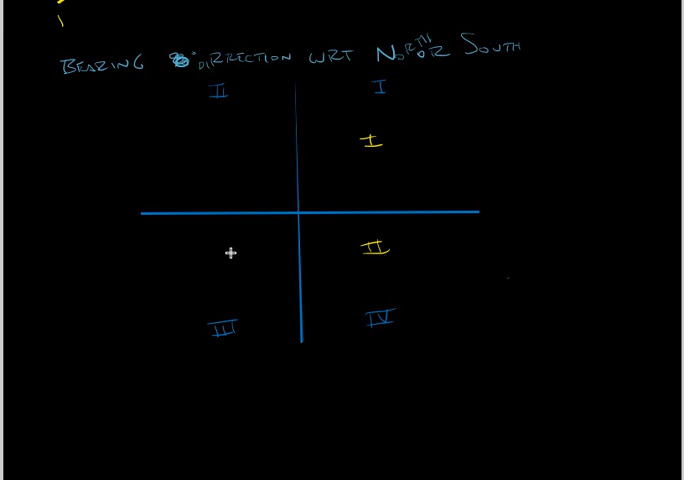 BEARING DIRECTION WRT NORTH OR SOUTH
II I
I
II
III IV